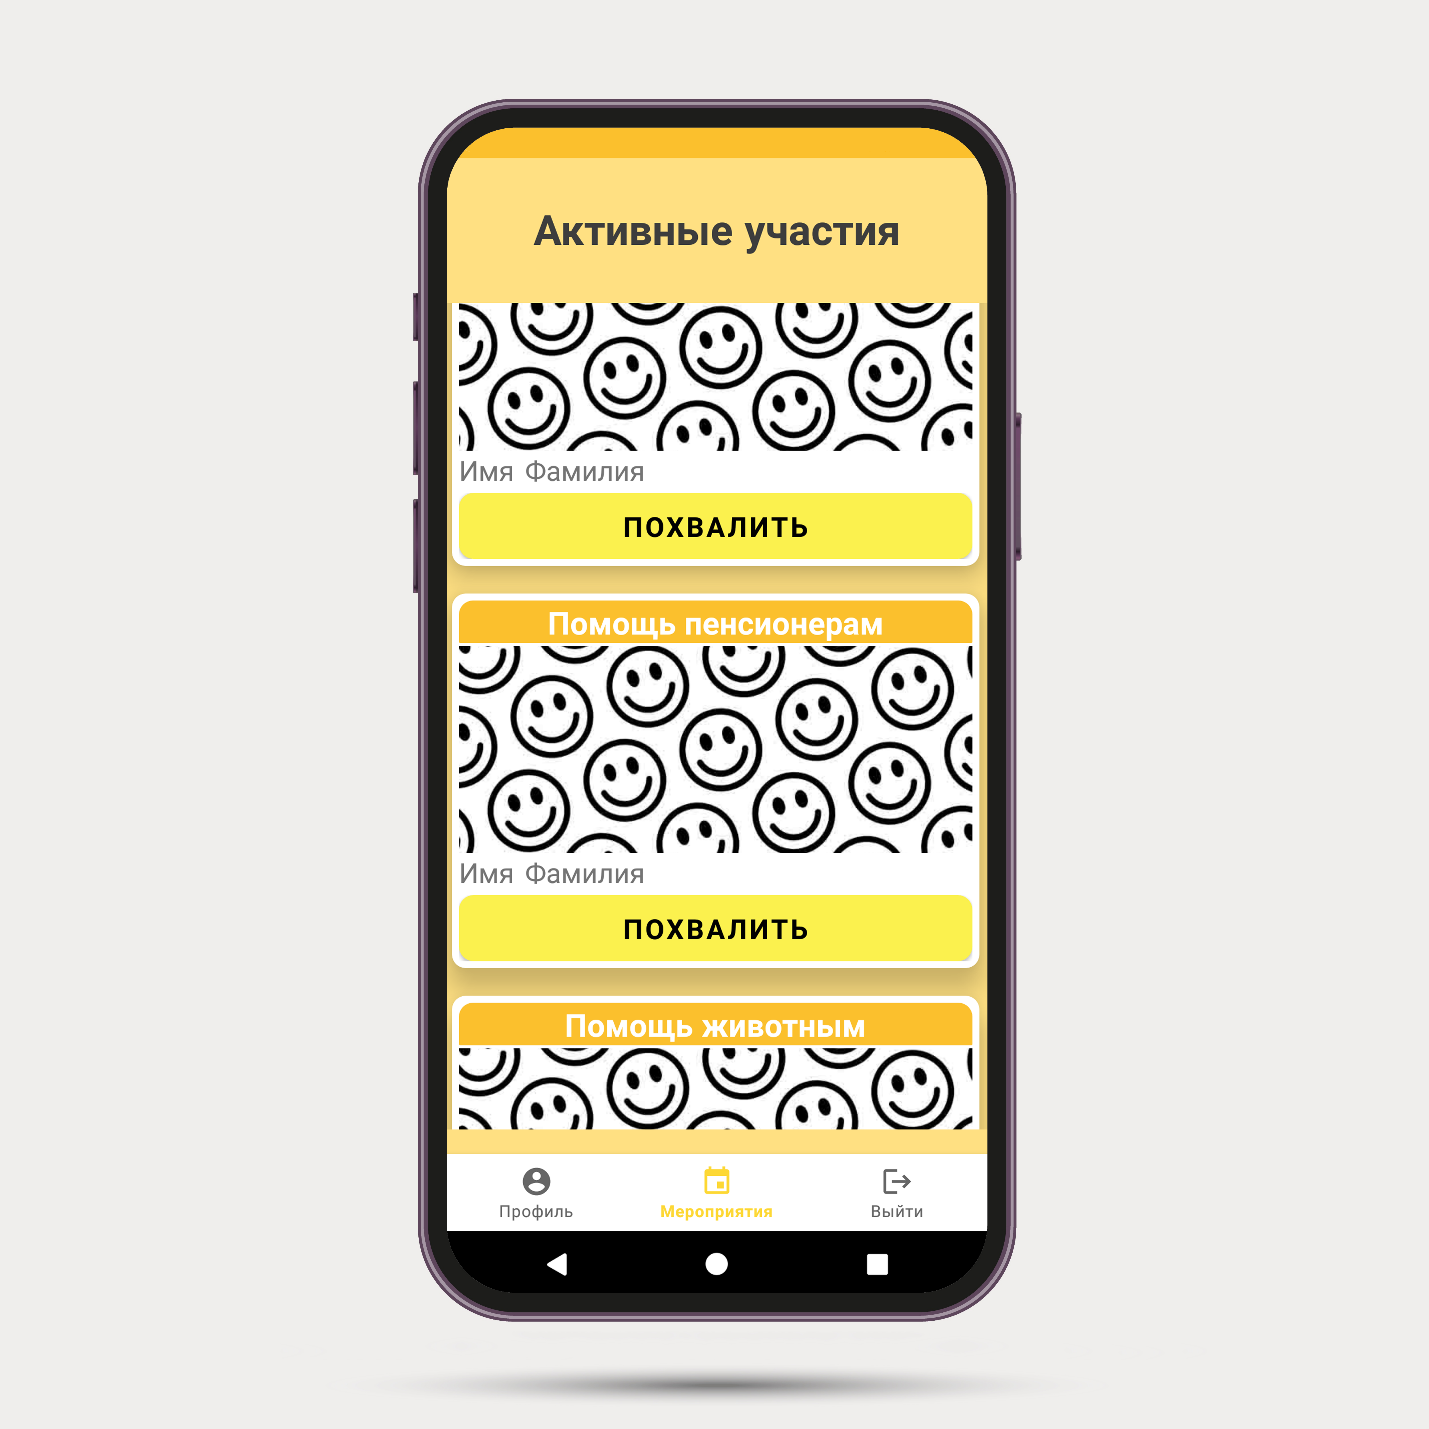 Активные участия
Имя Фамилия
ПОХВАЛИТЬ
Помощь пенсионерам
Имя Фамилия
ПОХВАЛИТЬ
Помощь животным
Профиль
Мероприятия
Выйти